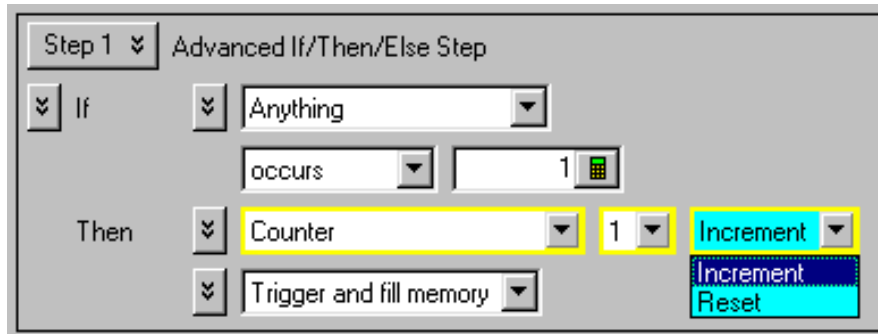 Step 1 Advanced If/Then/Else Step
If Anything
occurs 1
Then Counter 1 Increment
Increment
Trigger and fill memory Reset